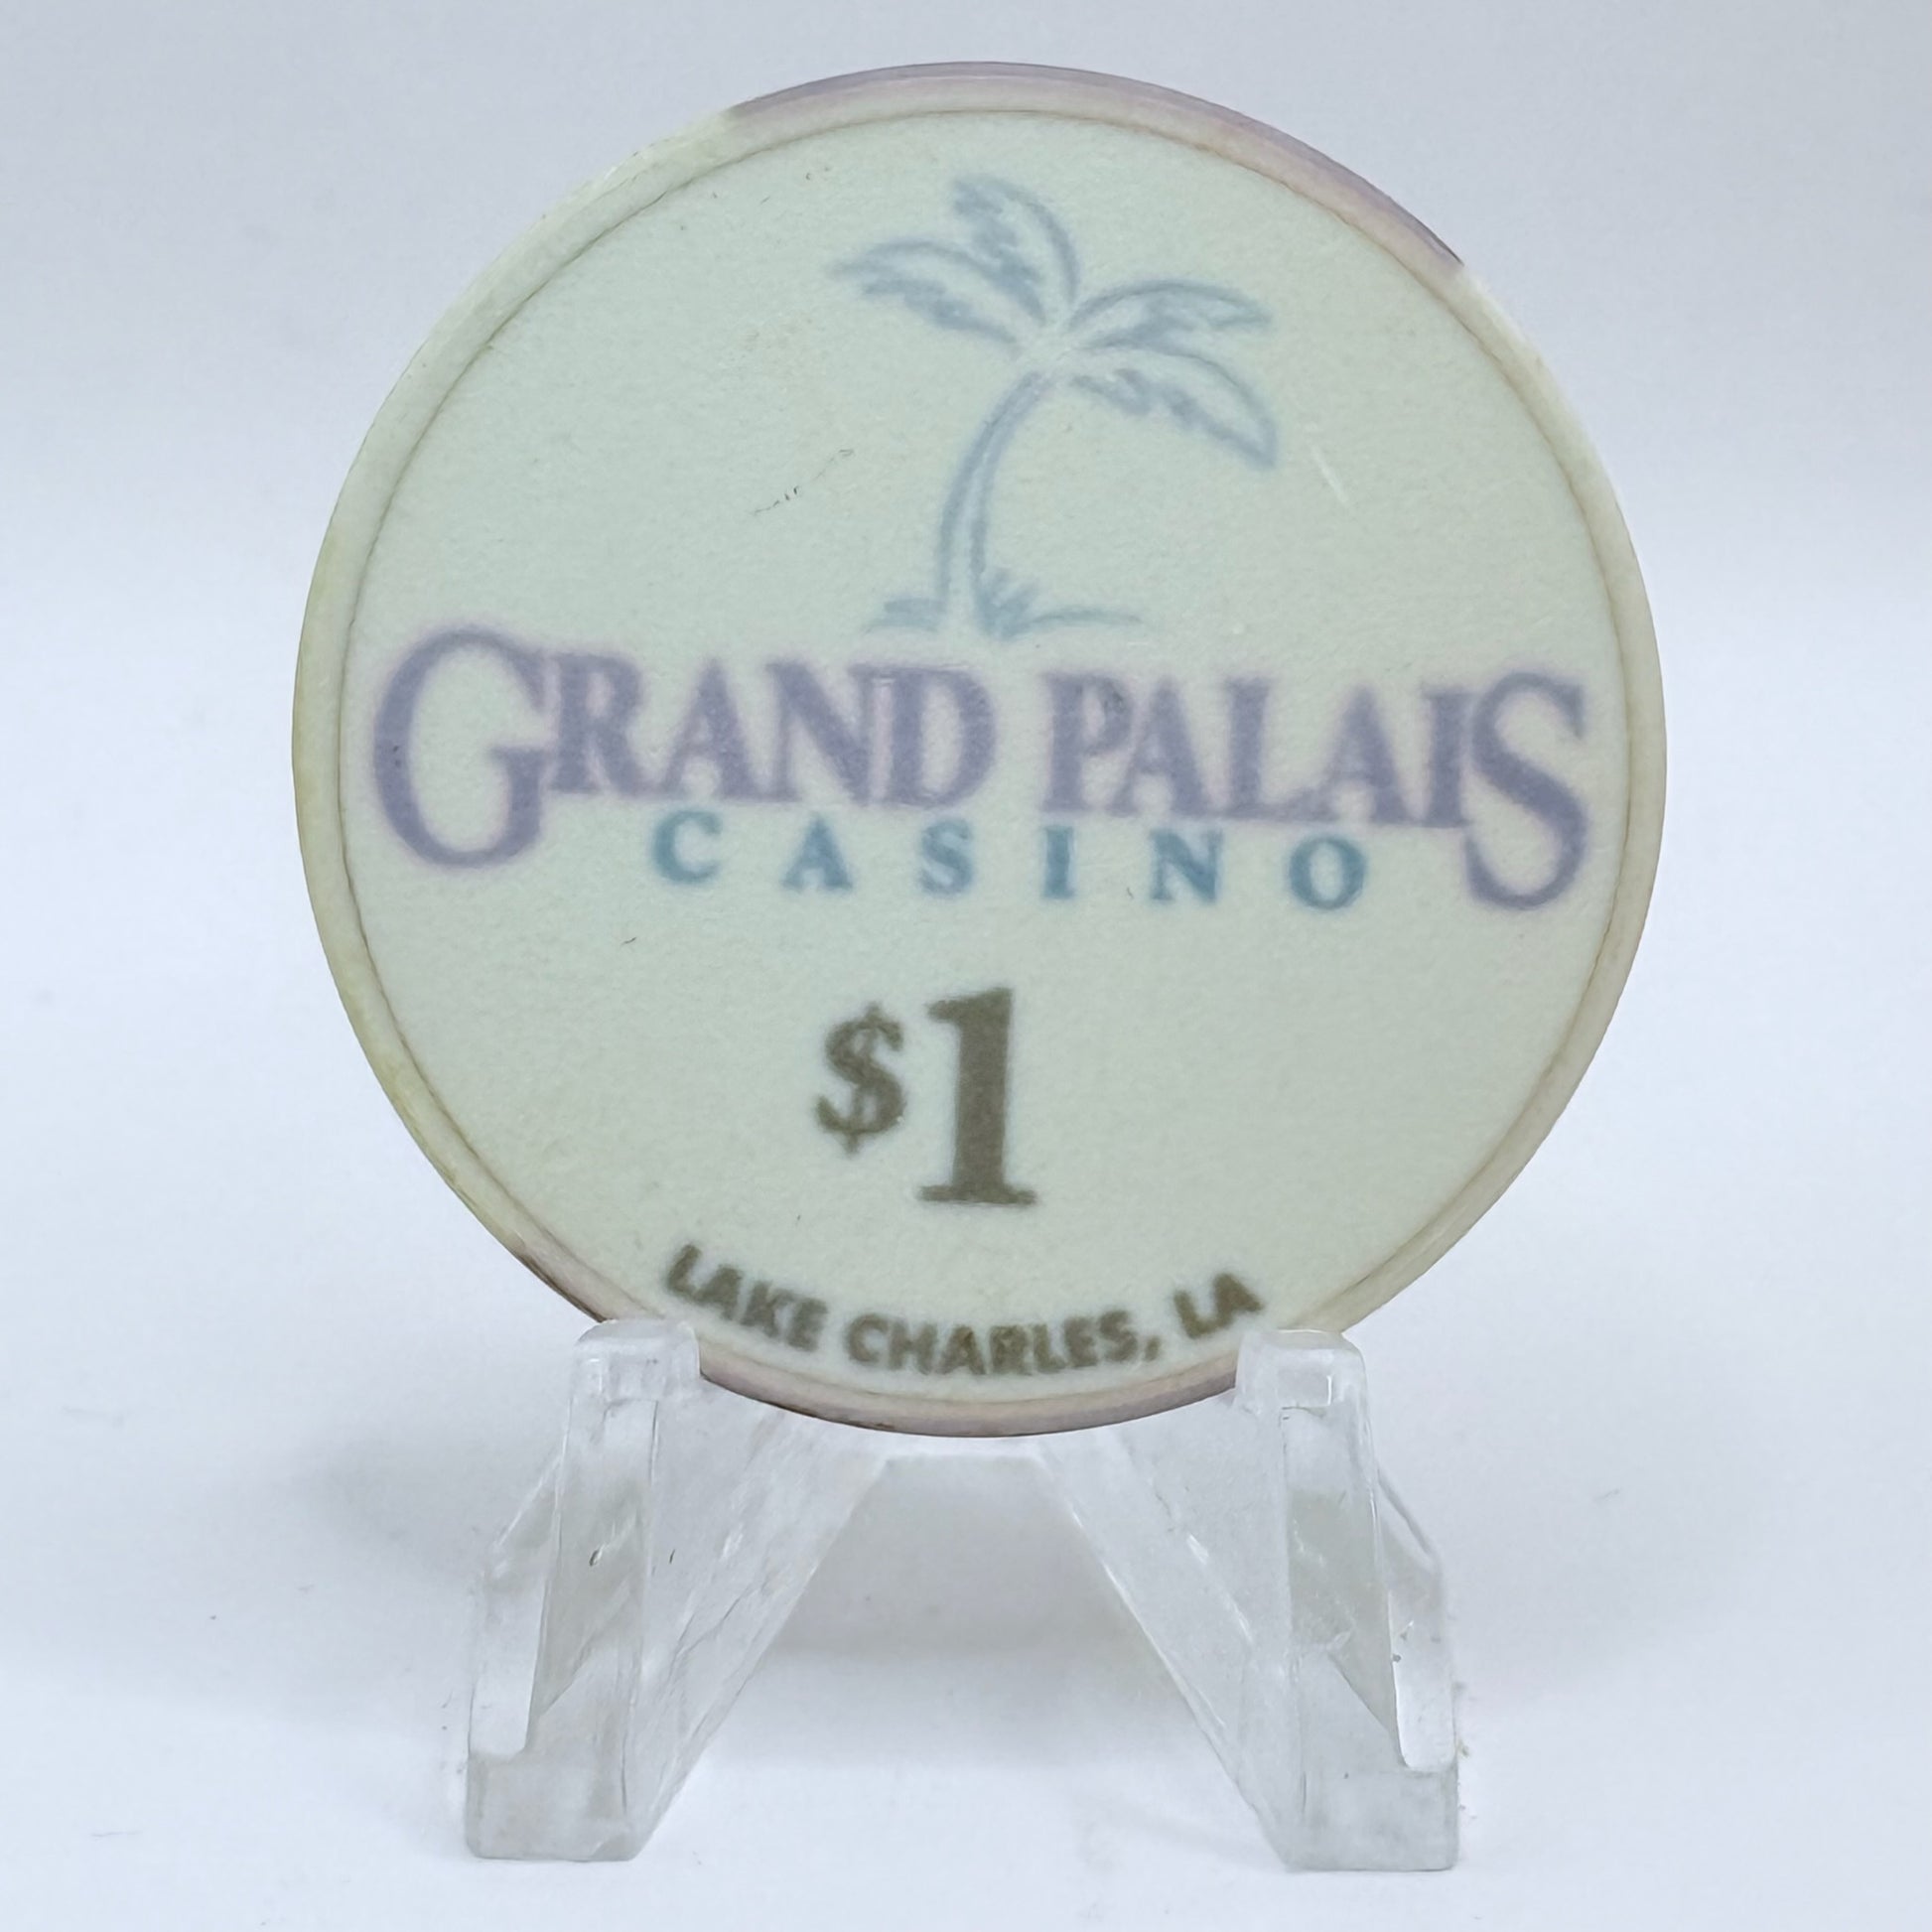 GRAND PALAIS
CASINO
$1
LAKE CHARLES, LA